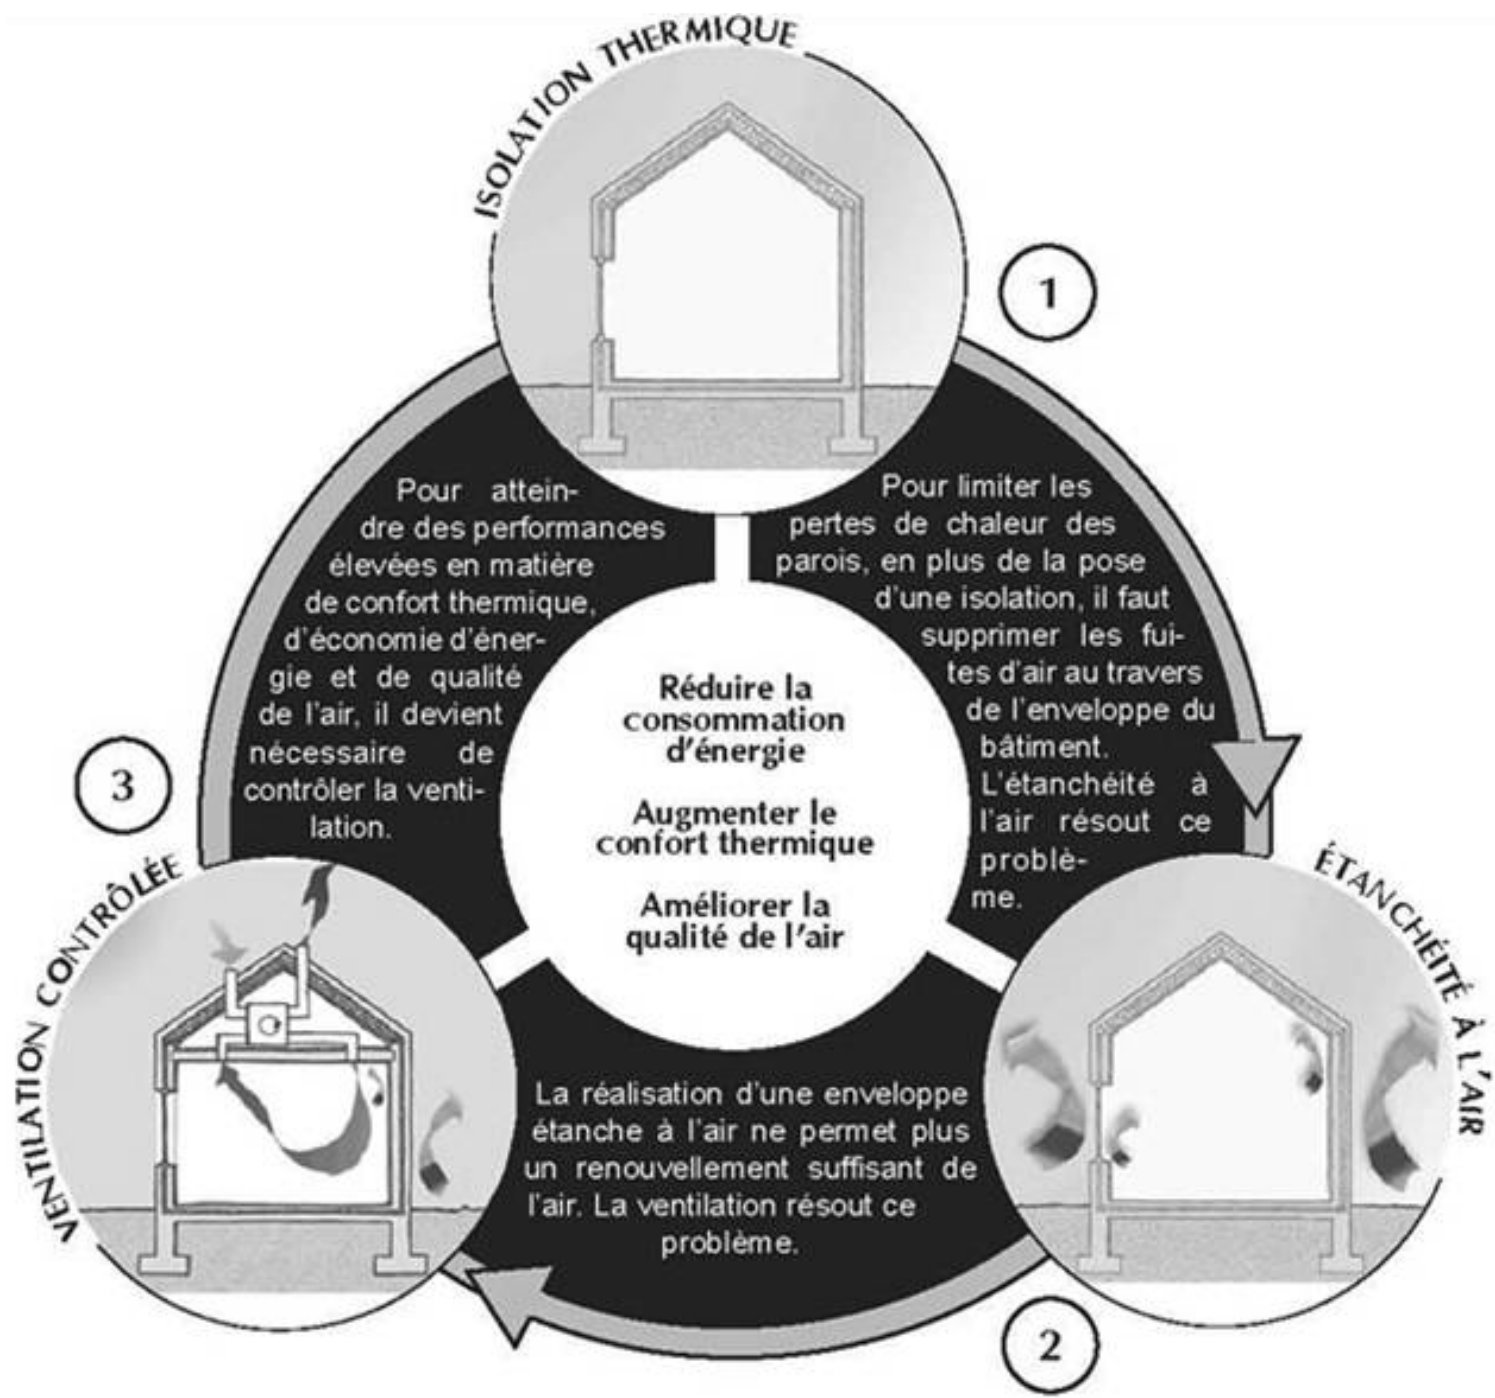 ISOLATION THERMIQUE
1
Pour limiter les
pertes de chaleur des
parois, en plus de la pose
d'une isolation, il faut
supprimer les fui-
tes d'air au travers
de l'enveloppe du
bâtiment.
L'étanchéité à
l'air résout ce
problè-
me.
ÉTANCHÉITÉ À L'AIR
2
La réalisation d'une enveloppe
étanche à l'air ne permet plus
un renouvellement suffisant de
l'air. La ventilation résout ce
problème.
VENTILATION CONTRÔLÉE
3
Pour attein-
dre des performances
élevées en matière
de confort thermique,
d'économie d'éner-
gie et de qualité
de l'air, il devient
nécessaire de
contrôler la venti-
lation.
Réduire la
consommation
d'énergie
Augmenter le
confort thermique
Améliorer la
qualité de l'air